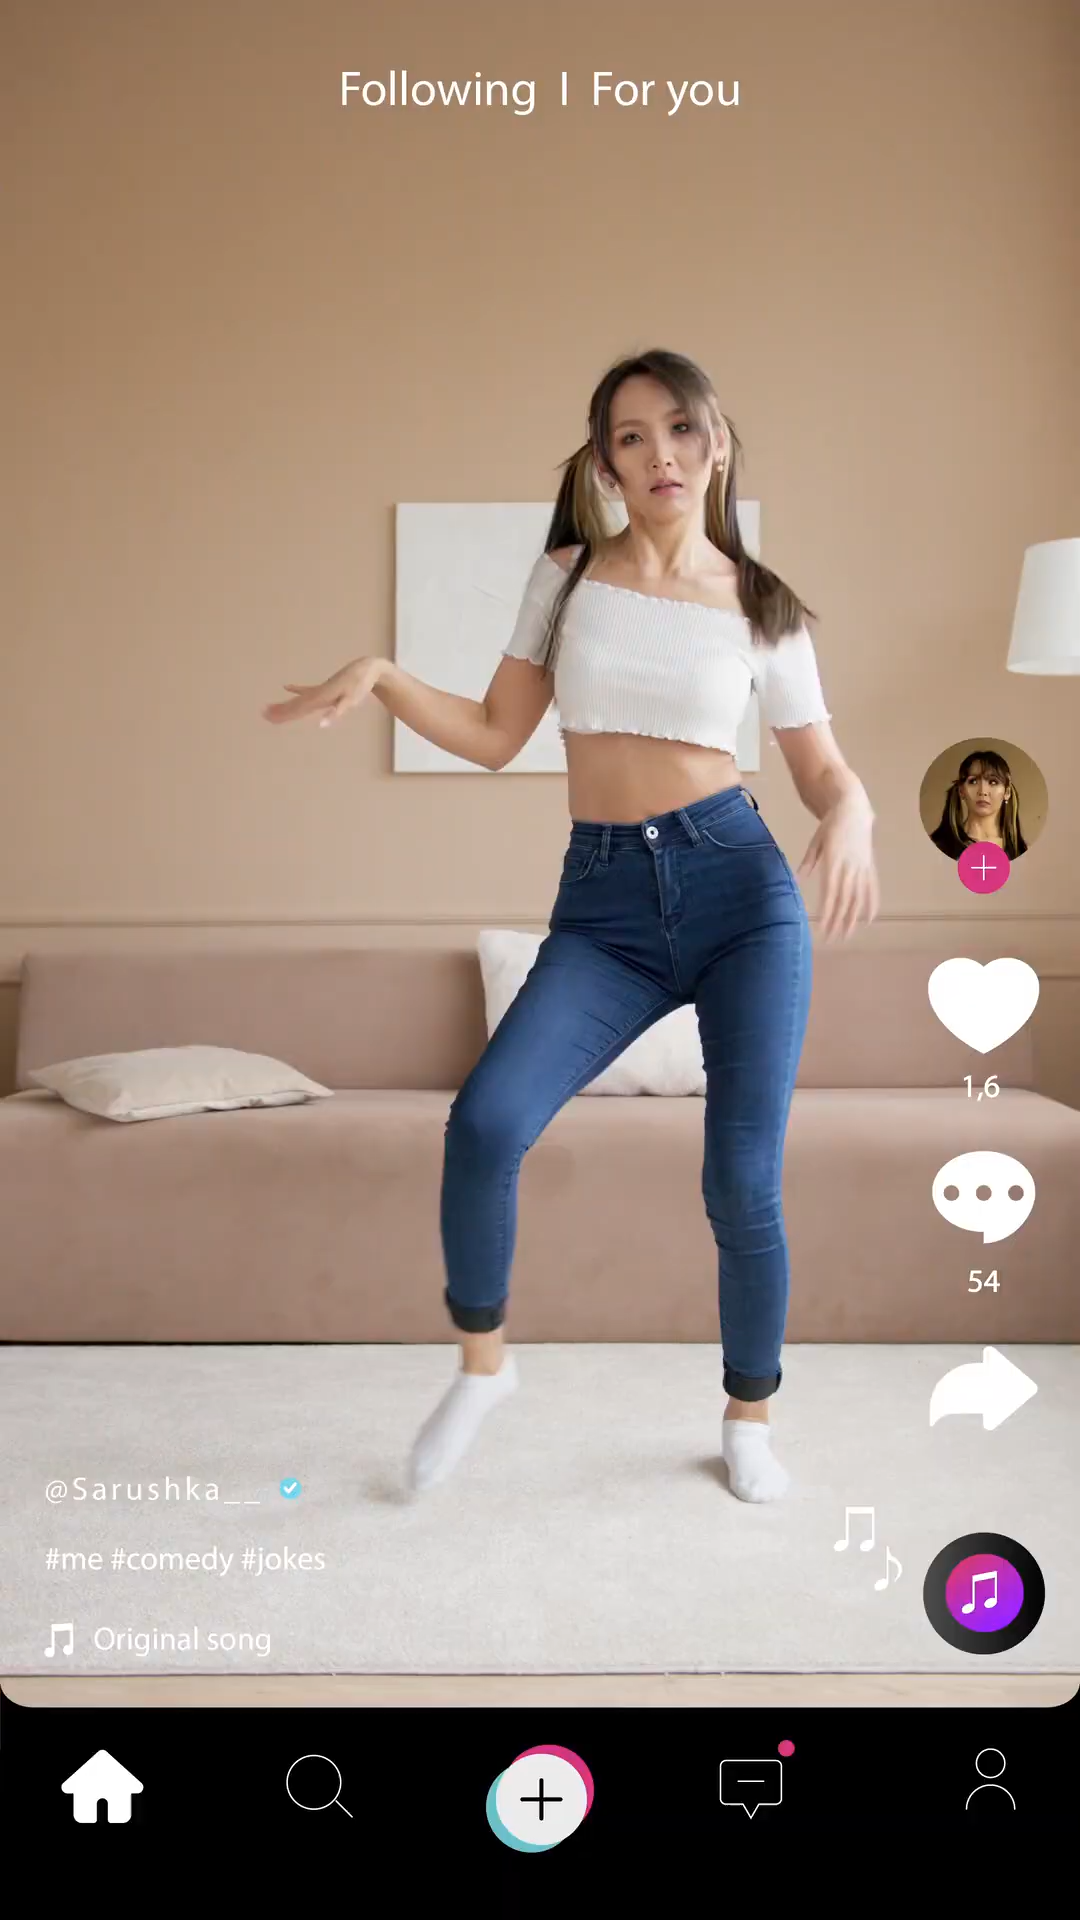 Following | For you
1,6
54
@Sarushka__
#me #comedy #jokes
Original song